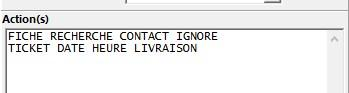 Action(s)
FICHE RECHERCHE CONTACT IGNORE
TICKET DATE HEURE LIVRAISON